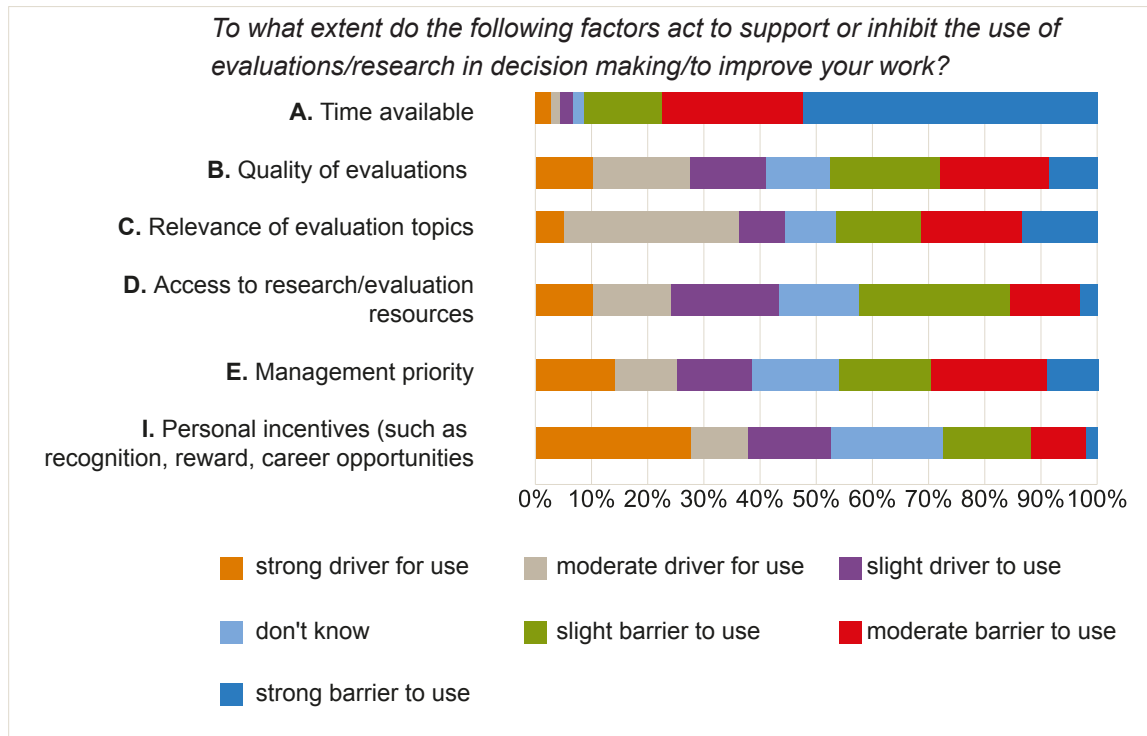 To what extent do the following factors act to support or inhibit the use of
evaluations/research in decision making/to improve your work?
A. Time available
B. Quality of evaluations
C. Relevance of evaluation topics
D. Access to research/evaluation
resources
E. Management priority
I. Personal incentives (such as
recognition, reward, career opportunities
0% 10% 20% 30% 40% 50% 60% 70% 80% 90% 100%
strong driver for use moderate driver for use slight driver to use
don't know slight barrier to use moderate barrier to use
strong barrier to use